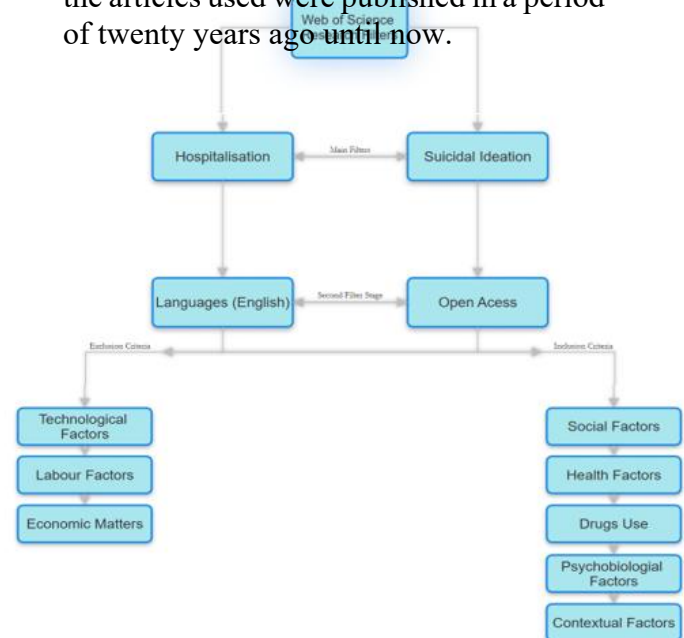 the articles used were published in a period
of twenty years ago until now.
Web of Science
Research Filters
Hospitalisation
Main Filters
Suicidal Ideation
Languages (English)
Second Filter Stage
Open Acess
Exclusion Criteria
Inclusion Criteria
Technological
Factors
Social Factors
Labour Factors
Health Factors
Economic Matters
Drugs Use
Psychobiologial
Factors
Contextual Factors